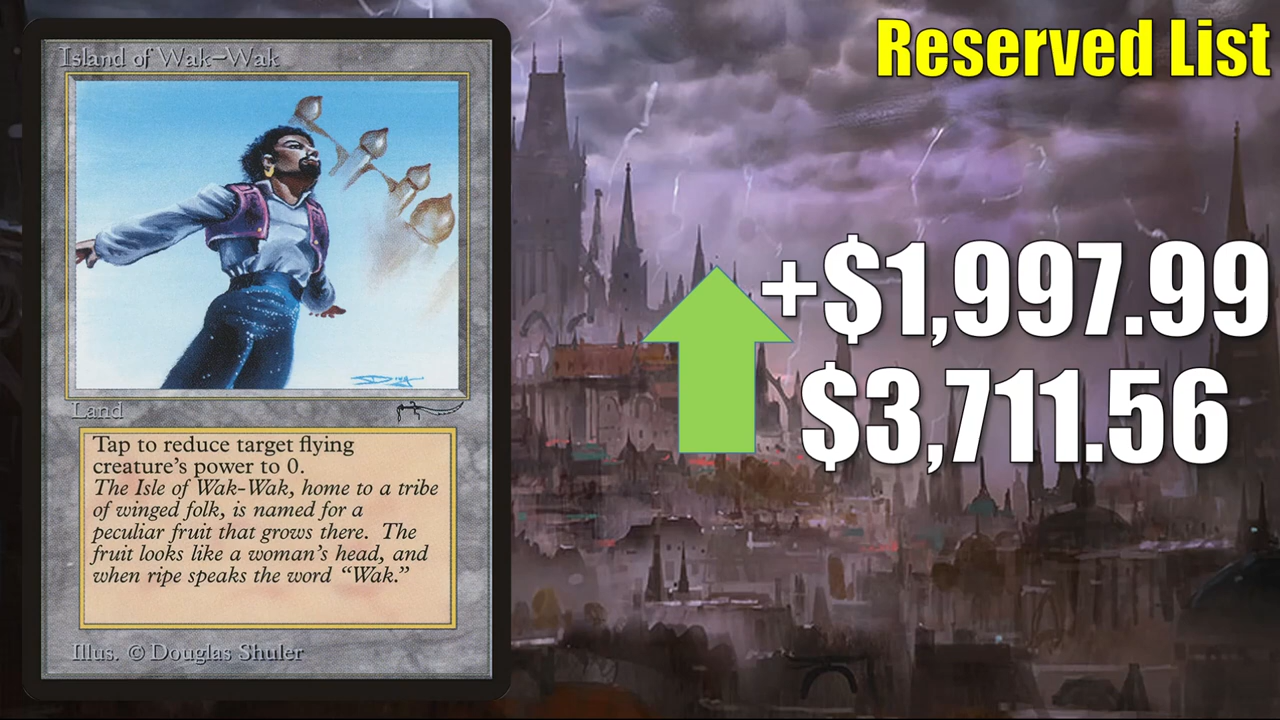 Island of Wak-Wak
Land
Tap to reduce target flying
creature's power to 0.
The Isle of Wak-Wak, home to a tribe
of winged folk, is named for a
peculiar fruit that grows there. The
fruit looks like a woman's head, and
when ripe speaks the word “Wak.”
Illus. © Douglas Shuler
Reserved List
+$1,997.99
$3,711.56